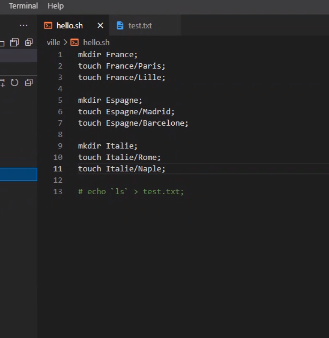 Terminal Help
hello.sh
test.txt
ville > hello.sh
1 mkdir France;
2 touch France/Paris;
3 touch France/Lille;
4
5 mkdir Espagne;
6 touch Espagne/Madrid;
7 touch Espagne/Barcelone;
8
9 mkdir Italie;
10 touch Italie/Rome;
11 touch Italie/Naple;
12
13 # echo `ls` > test.txt;